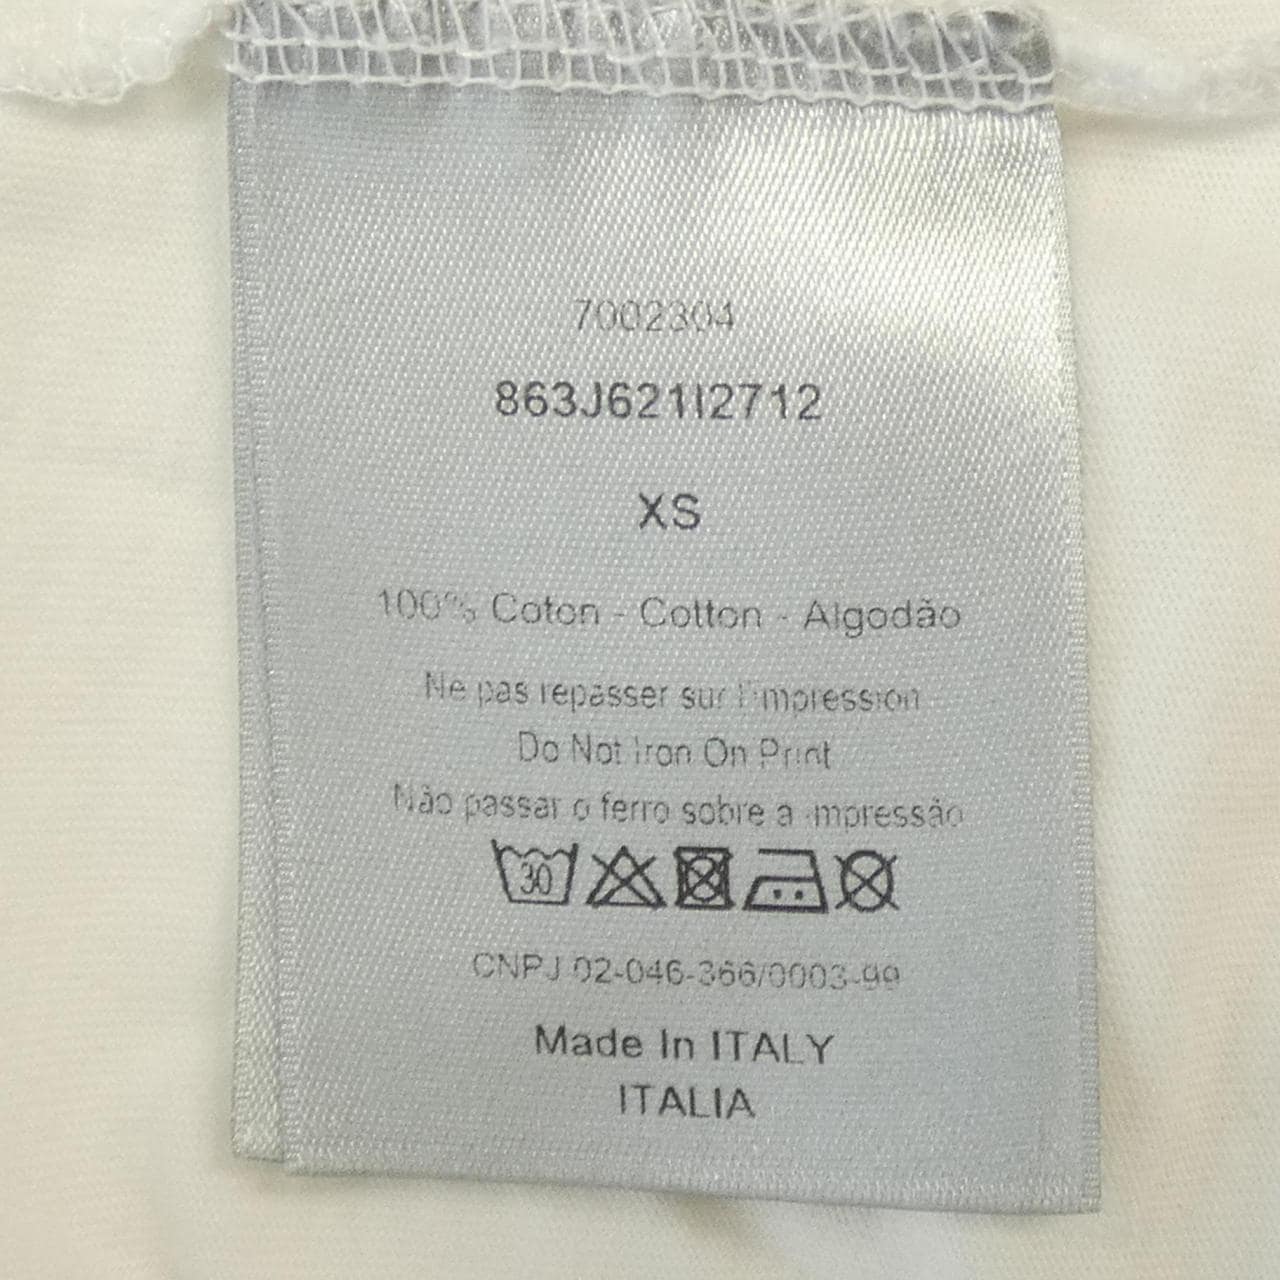 7002304
863J621I2712
XS
100% Coton - Cotton - Algodão
Ne pas repasser sur l'impression
Do Not Iron On Print
Não passar o ferro sobre a impressão
30
CNPJ 02-046-366/0003-99
Made In ITALY
ITALIA